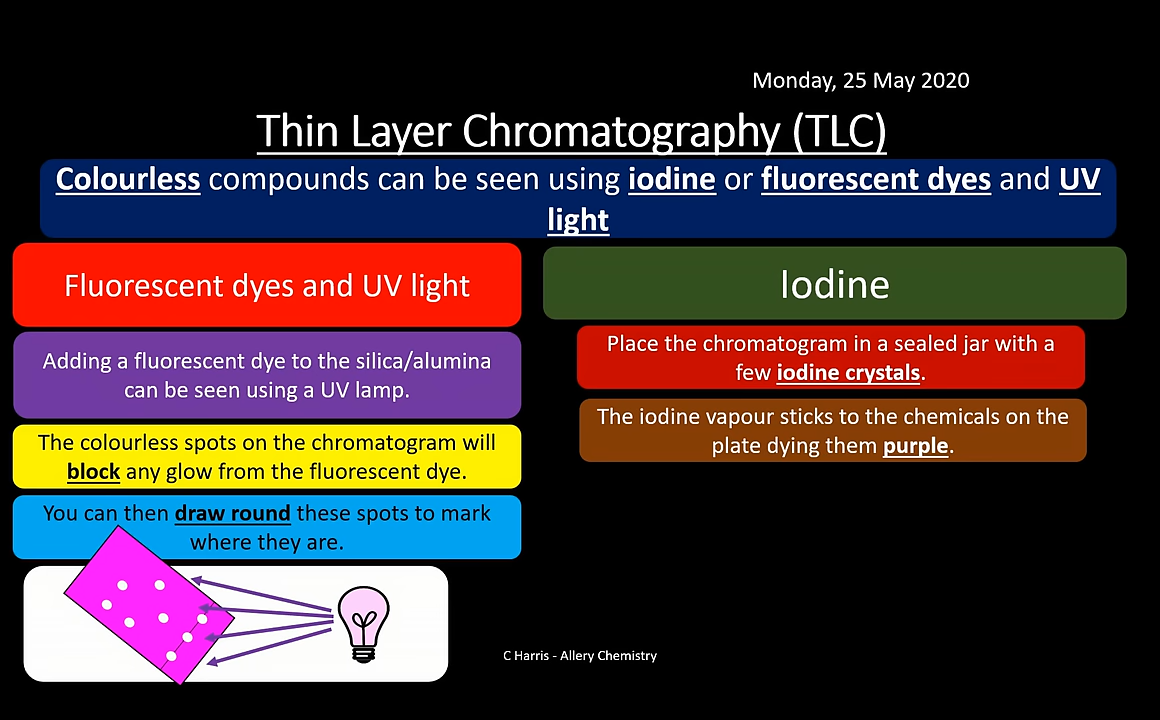 Monday, 25 May 2020
Thin Layer Chromatography (TLC)
Colourless compounds can be seen using iodine or fluorescent dyes and UV
light
Fluorescent dyes and UV light
Adding a fluorescent dye to the silica/alumina
can be seen using a UV lamp.
The colourless spots on the chromatogram will
block any glow from the fluorescent dye.
You can then draw round these spots to mark
where they are.
Iodine
Place the chromatogram in a sealed jar with a
few iodine crystals.
The iodine vapour sticks to the chemicals on the
plate dying them purple.
C Harris - Allery Chemistry